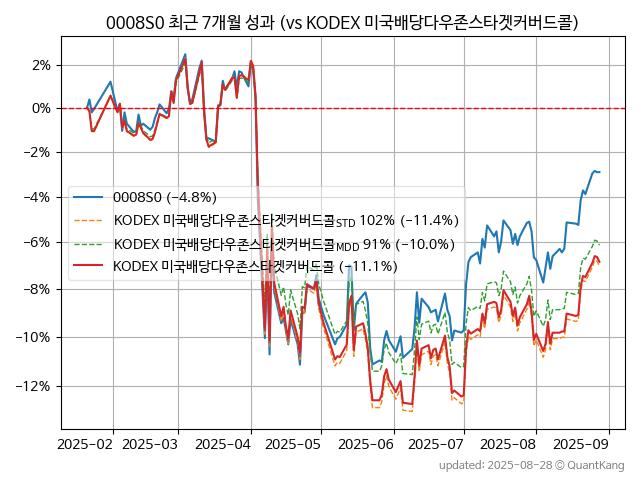 0008S0 최근 7개월 성과 (vs KODEX 미국배당다우존스타겟커버드콜)
2%
0%
−2%
−4%
−6%
−8%
−10%
−12%
0008S0 (−4.8%)
KODEX 미국배당다우존스타겟커버드콜STD 102% (−11.4%)
KODEX 미국배당다우존스타겟커버드콜MDD 91% (−10.0%)
KODEX 미국배당다우존스타겟커버드콜 (−11.1%)
2025-02 2025-03 2025-04 2025-05 2025-06 2025-07 2025-08 2025-09
updated: 2025-08-28 © QuantKang